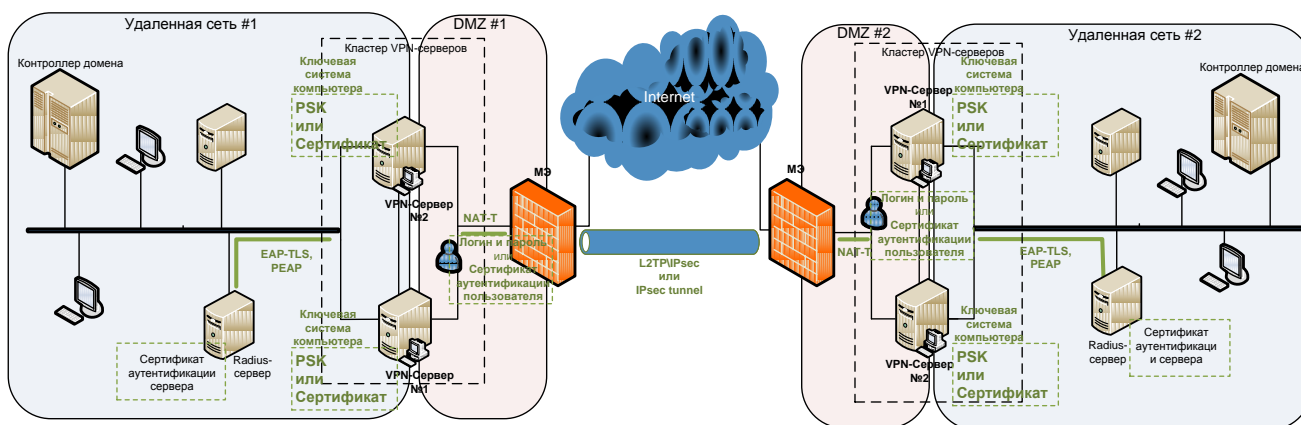 Удаленная сеть #1
DMZ #1
Кластер VPN-серверов
Контроллер домена
Ключевая
система
компьютера
PSK
или
Сертификат
VPN-Сервер
№2
NAT-T
МЭ
Логин и пароль
или
Сертификат
аутентификации
пользователя
EAP-TLS,
PEAP
Сертификат
аутентификации
сервера
Radius-
сервер
Ключевая
система
компьютера
PSK
или
Сертификат
VPN-Сервер
№1
Internet
L2TP\IPsec
или
IPsec tunnel
DMZ #2
Удаленная сеть #2
Кластер VPN-серверов
VPN-Сервер
№1
Ключевая
система
компьютера
PSK
или
Сертификат
Контроллер домена
МЭ
Логин и пароль
или
Сертификат
аутентификации
пользователя
NAT-T
EAP-TLS,
PEAP
VPN-Сервер
№2
Ключевая
система
компьютера
PSK
или
Сертификат
Radius-
сервер
Сертификат
аутентификаци
и сервера